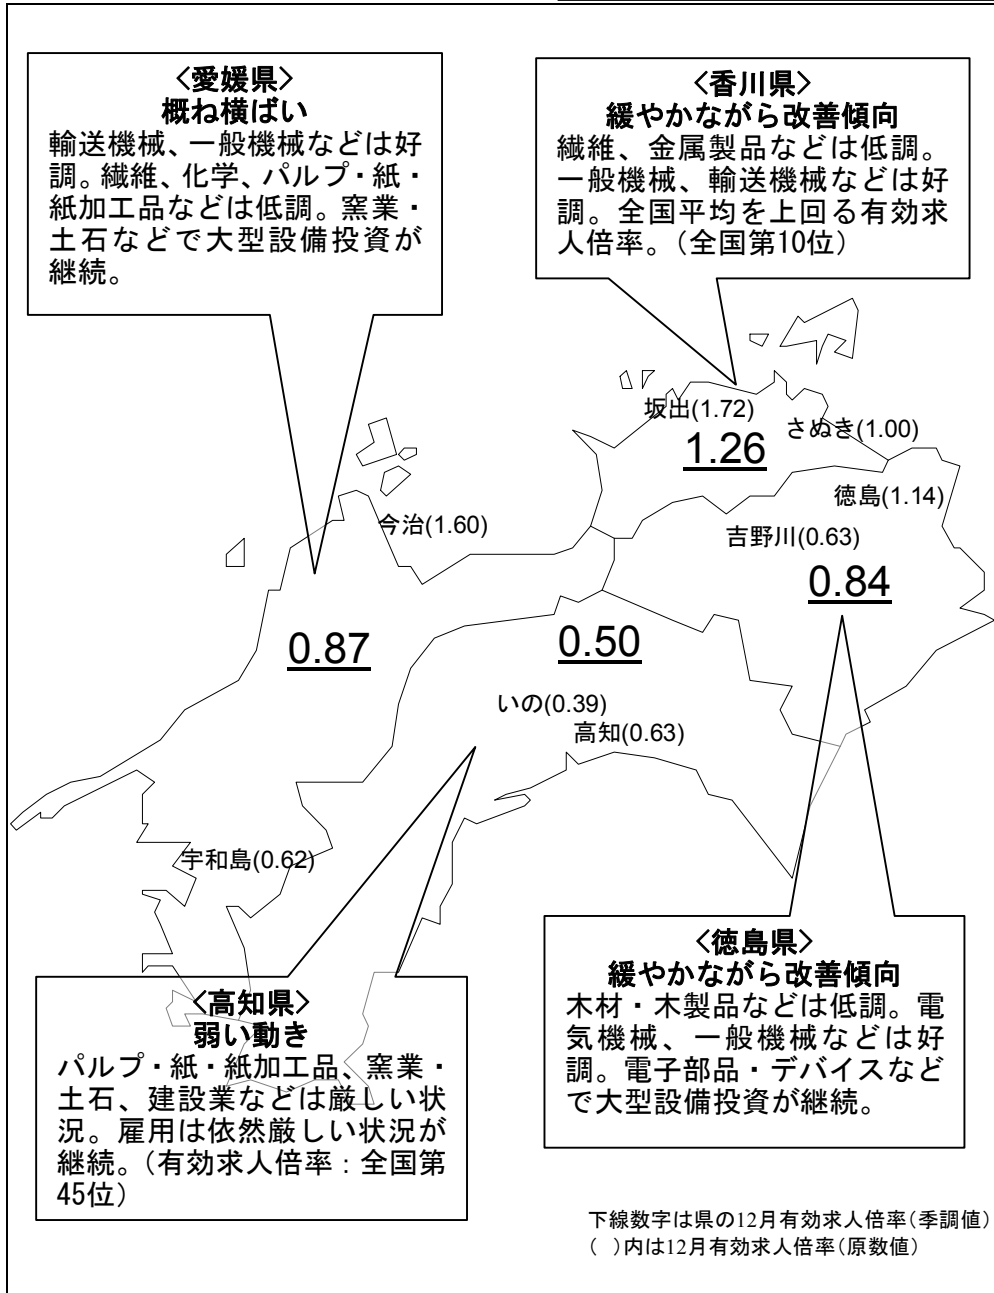 <愛媛県>
概ね横ばい
輸送機械、一般機械などは好
調。繊維、化学、パルプ・紙・
紙加工品などは低調。窯業・
土石などで大型設備投資が
継続。
<香川県>
緩やかながら改善傾向
繊維、金属製品などは低調。
一般機械、輸送機械などは好
調。全国平均を上回る有効求
人倍率。(全国第10位)
坂出(1.72)
さぬき(1.00)
1.26
徳島(1.14)
今治(1.60)
吉野川(0.63)
0.84
0.87
0.50
いの(0.39)
高知(0.63)
宇和島(0.62)
<高知県>
弱い動き
パルプ・紙・紙加工品、窯業・
土石、建設業などは厳しい状
況。雇用は依然厳しい状況が
継続。(有効求人倍率:全国第
45位)
<徳島県>
緩やかながら改善傾向
木材・木製品などは低調。電
気機械、一般機械などは好
調。電子部品・デバイスなど
で大型設備投資が継続。
下線数字は県の12月有効求人倍率(季調値)
( )内は12月有効求人倍率(原数値)